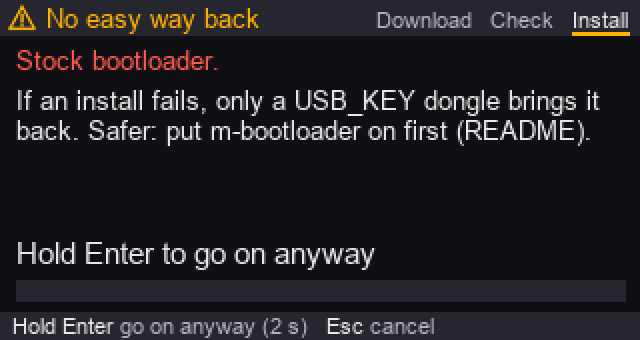 No easy way back Download Check Install
Stock bootloader.
If an install fails, only a USB_KEY dongle brings it
back. Safer: put m-bootloader on first (README).
Hold Enter to go on anyway
Hold Enter go on anyway (2 s) Esc cancel